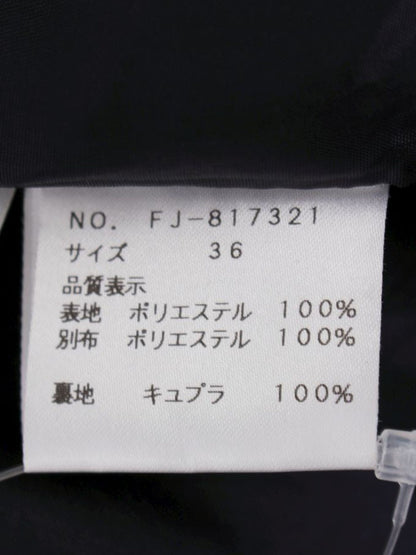 NO. FJ-817321
サイズ 36
品質表示
表地 ポリエステル 100%
別布 ポリエステル 100%
裏地 キュプラ 100%